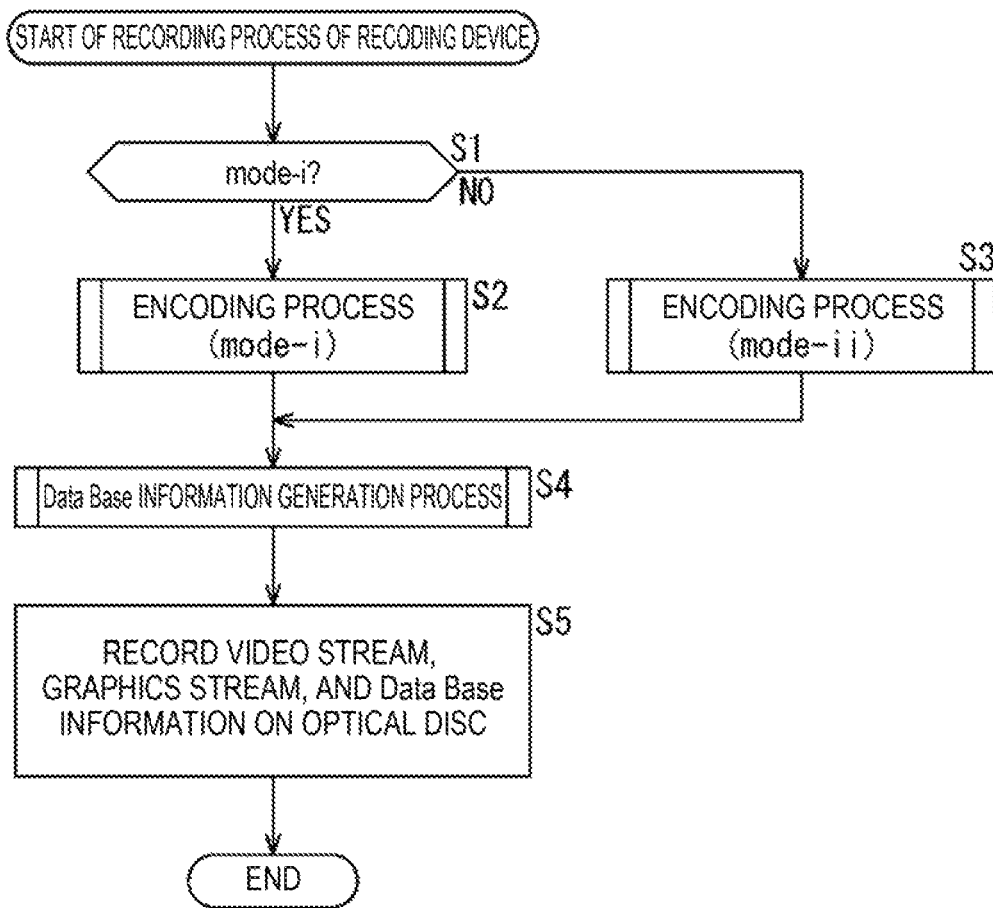 START OF RECORDING PROCESS OF RECODING DEVICE
mode-i?
S1
NO
YES
ENCODING PROCESS
(mode-i)
S2
ENCODING PROCESS
(mode-ii)
S3
Data Base INFORMATION GENERATION PROCESS
S4
RECORD VIDEO STREAM,
GRAPHICS STREAM, AND Data Base
INFORMATION ON OPTICAL DISC
S5
END